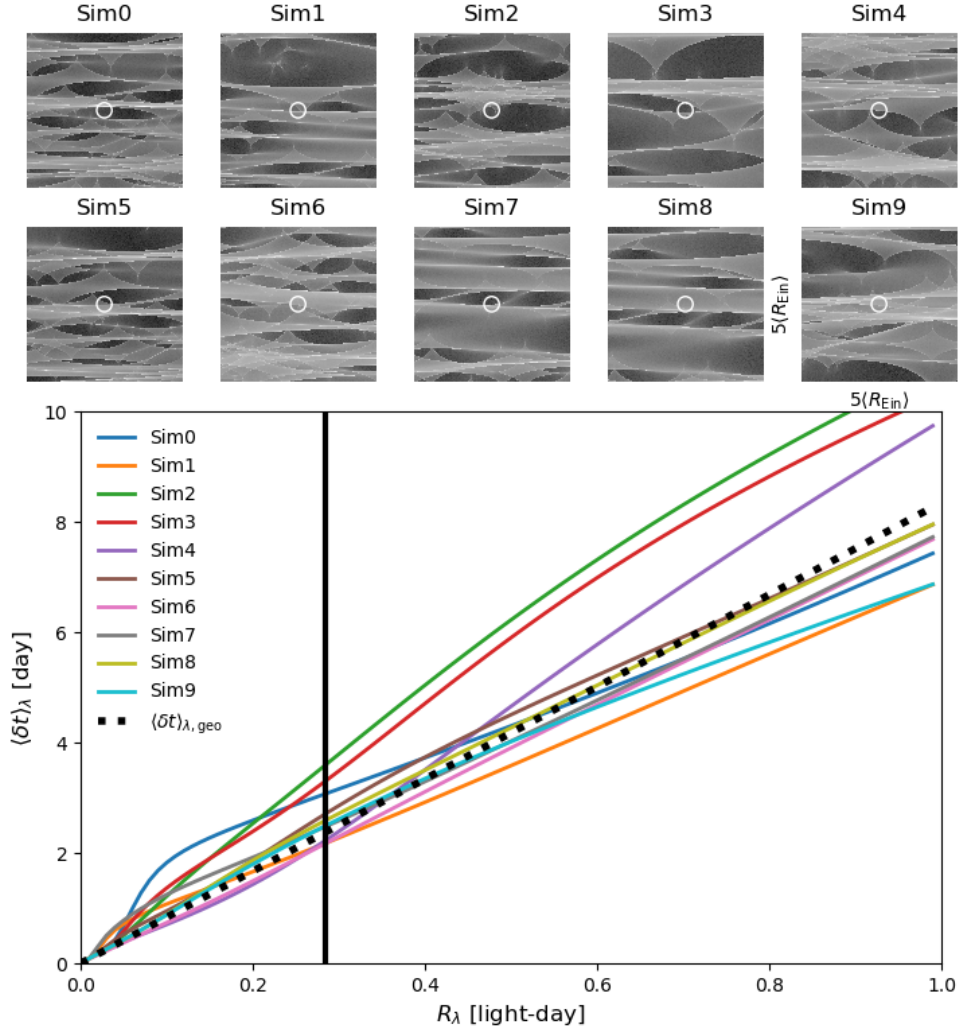 Sim0 Sim1 Sim2 Sim3 Sim4
Sim5 Sim6 Sim7 Sim8 Sim9
5⟨R_Ein⟩
5⟨R_Ein⟩
10
8
6
4
2
0
⟨δt⟩_λ [day]
Sim0
Sim1
Sim2
Sim3
Sim4
Sim5
Sim6
Sim7
Sim8
Sim9
⟨δt⟩_λ, geo
0.0 0.2 0.4 0.6 0.8 1.0
R_λ [light-day]